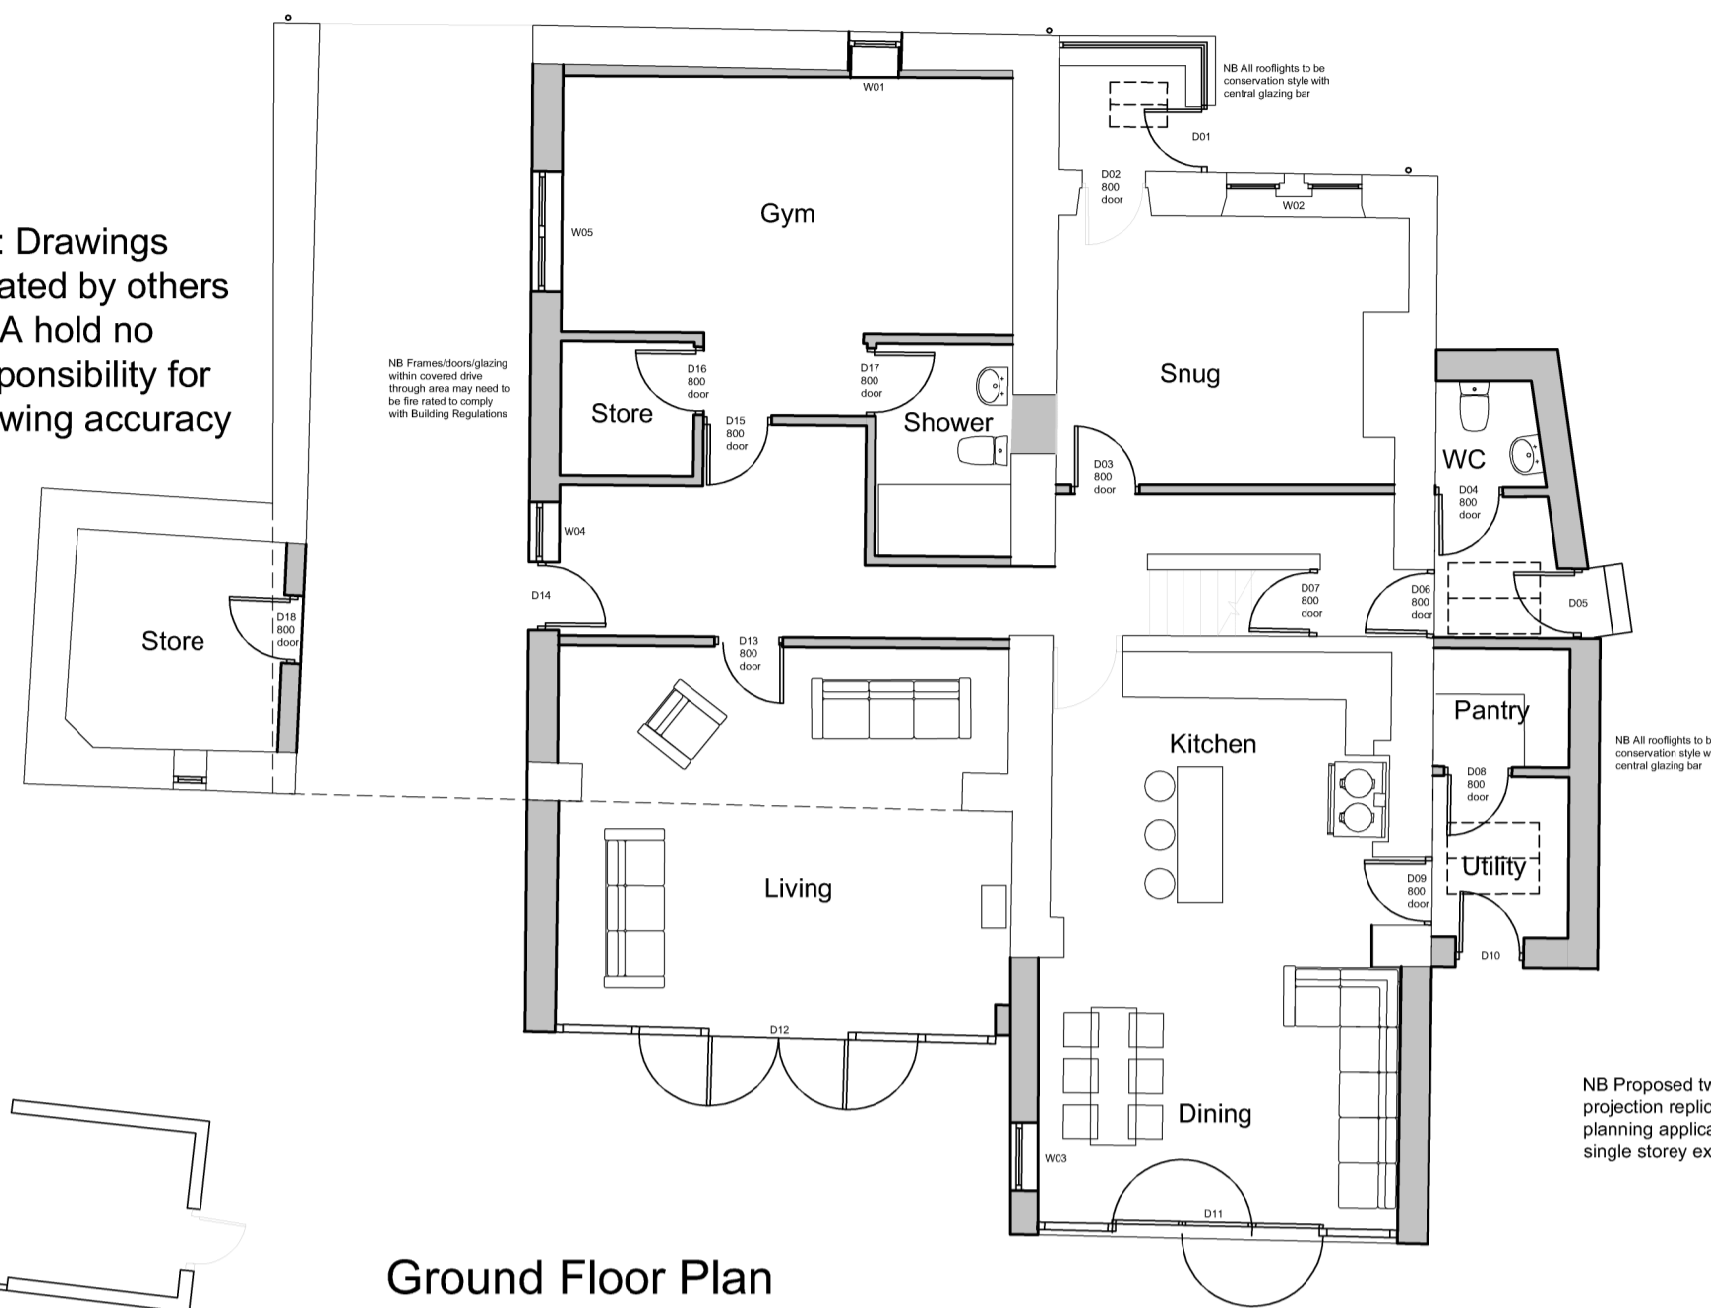 NB All rooflights to be
conservation style with
central glazing bar
W01
D01
D02
800
door
W02
: Drawings
ated by others
A hold no
ponsibility for
wing accuracy
Gym
W05
NB Frames/doors/glazing
within covered drive
through area may need to
be fire rated to comply
with Building Regulations
D16
800
door
D17
800
door
Snug
Store
D15
800
door
Shower
D03
800
door
WC
D04
800
door
W04
D14
D07
800
door
D06
800
door
D05
Store
D18
800
door
D13
800
door
Pantry
Kitchen
NB All rooflights to b
conservation style w
central glazing bar
D08
800
door
Utility
Living
D09
800
door
D10
D12
NB Proposed tw
projection replic
planning applica
single storey ex
Dining
W03
D11
Ground Floor Plan